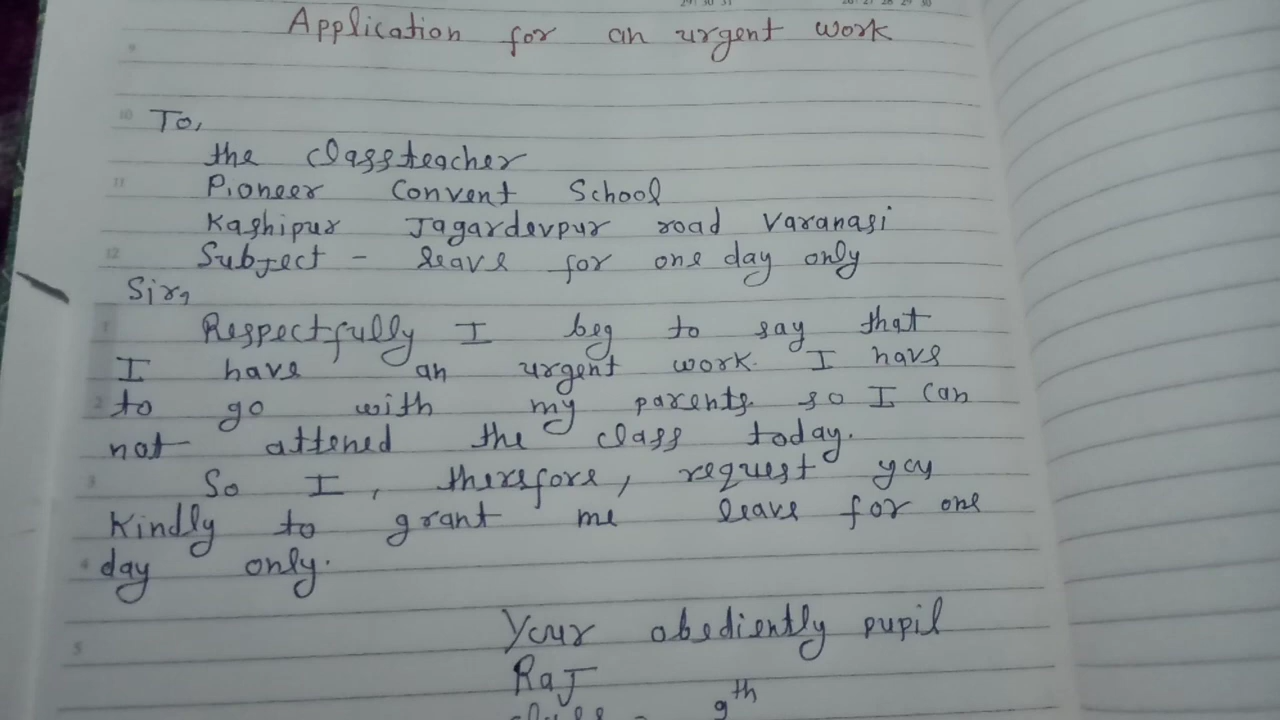 Application for an urgent work
To,
the classteacher
Pioneer Convent School
Kashipur Jagardevpur road Varanasi
Subject - leave for one day only
Sir,
Respectfully I beg to say that
I have an urgent work. I have
to go with my parents so I can
not attened the class today.
So I, therefore, request you
Kindly to grant me leave for one
day only.
Your obediently pupil
Raj
9th